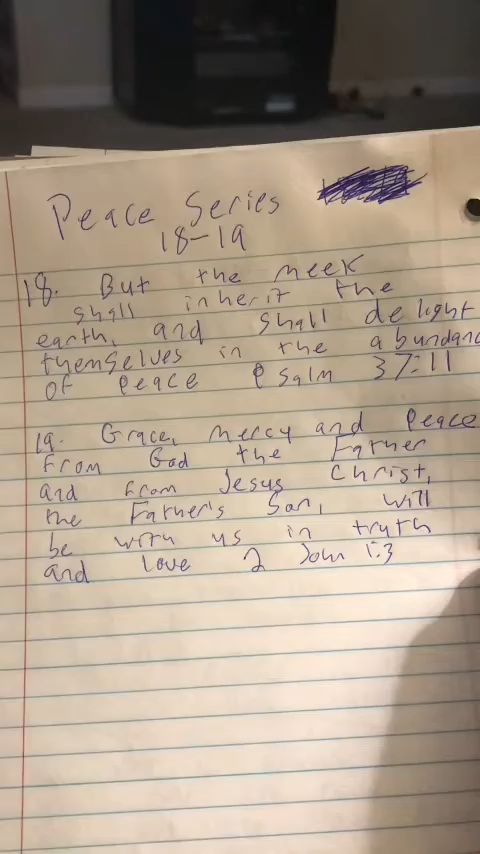 Peace Series
18-19
18. But the meek
shall inherit the
earth, and shall delight
themselves in the abundanc
of peace Psalm 37:11
19. Grace, mercy and peace
from God the Father
and from Jesus Christ,
the Father's Son, will
be with us in truth
and love 2 John 1:3